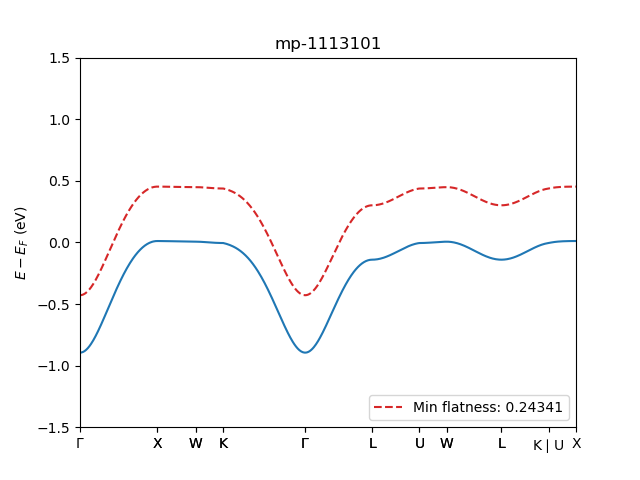 mp-1113101
1.5
1.0
0.5
0.0
−0.5
−1.0
−1.5
E − E_F (eV)
Min flatness: 0.24341
Γ X W K Γ L U W L K | U X